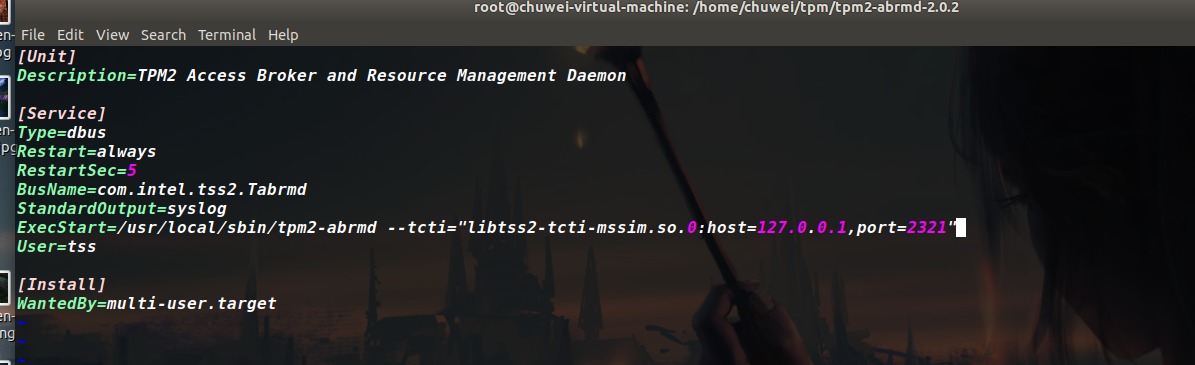 root@chuwei-virtual-machine: /home/chuwei/tpm/tpm2-abrmd-2.0.2
File Edit View Search Terminal Help
[Unit]
Description=TPM2 Access Broker and Resource Management Daemon
[Service]
Type=dbus
Restart=always
RestartSec=5
BusName=com.intel.tss2.Tabrmd
StandardOutput=syslog
ExecStart=/usr/local/sbin/tpm2-abrmd --tcti="libtss2-tcti-mssim.so.0:host=127.0.0.1,port=2321"
User=tss
[Install]
WantedBy=multi-user.target
~
~
~